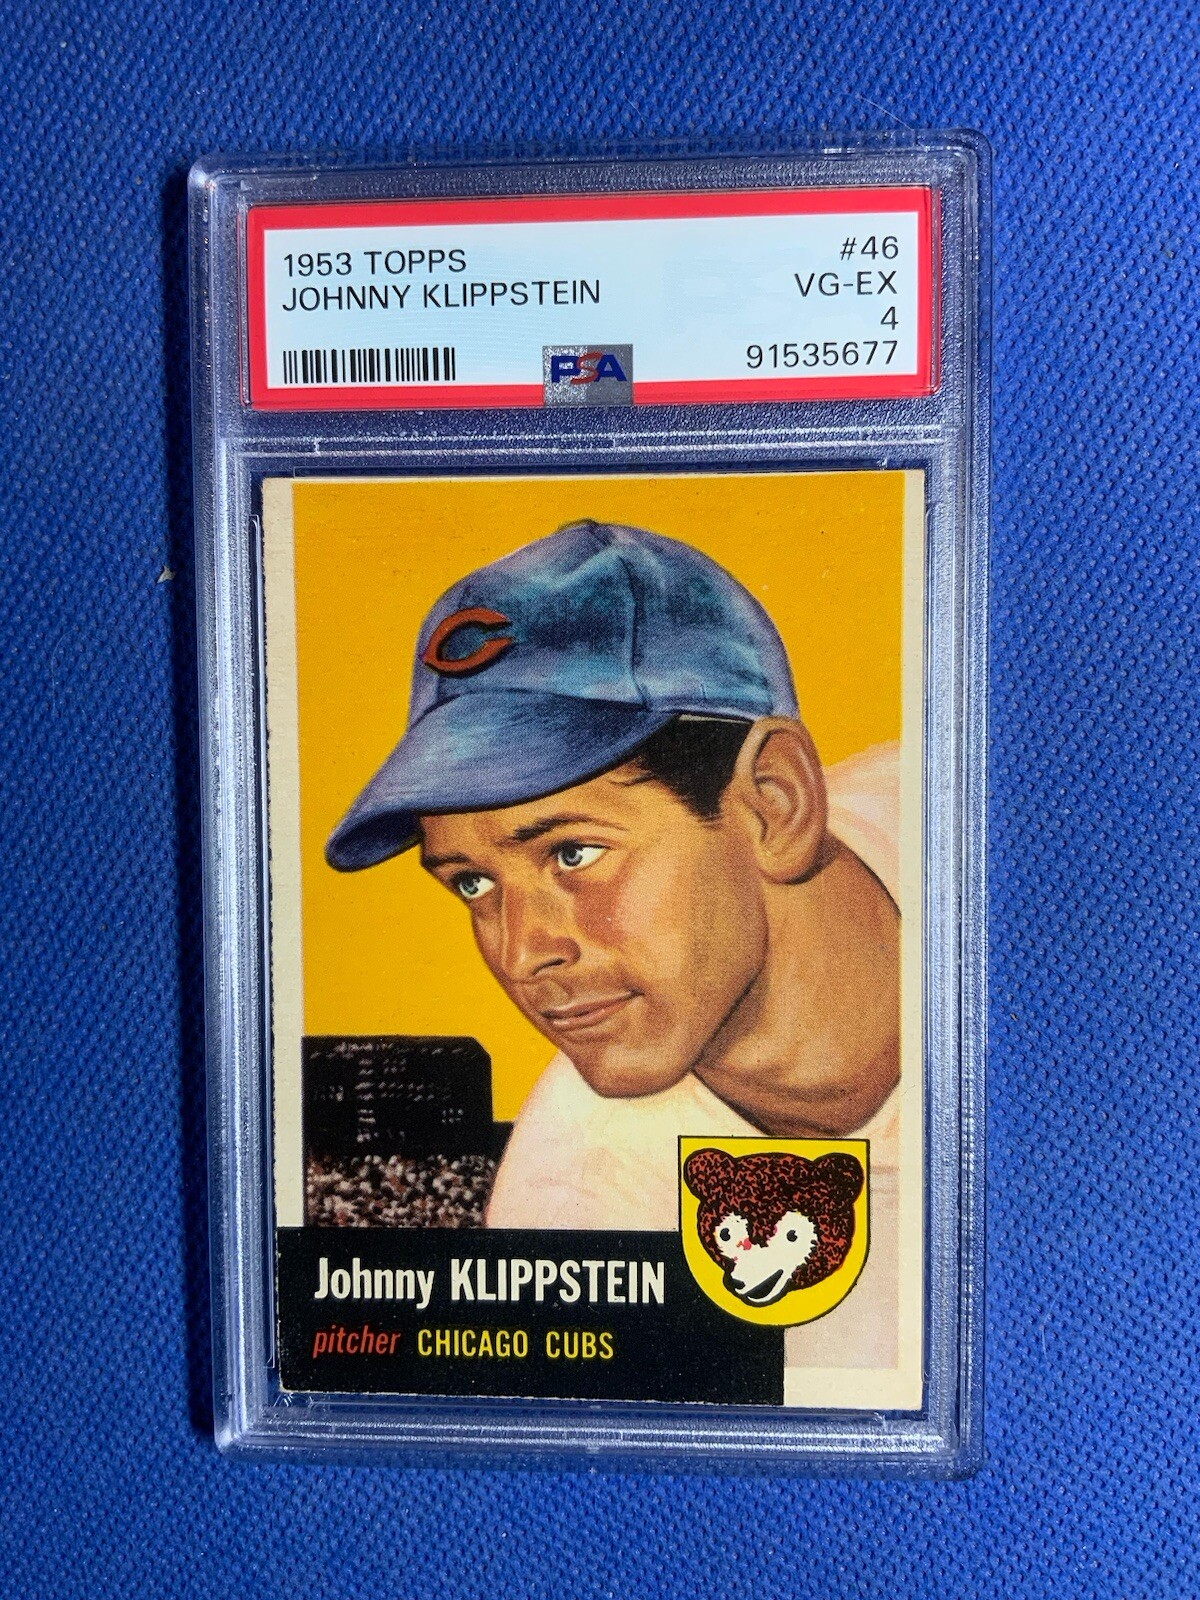 1953 TOPPS #46
JOHNNY KLIPPSTEIN VG-EX
4
PSA 91535677
C
Johnny KLIPPSTEIN
pitcher CHICAGO CUBS